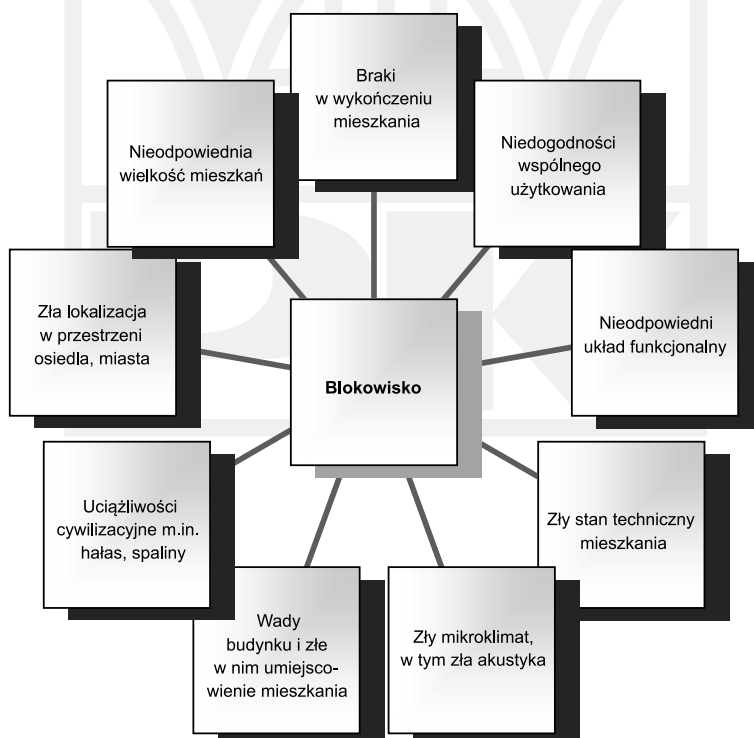 Braki
w wykończeniu
mieszkania
Niedogodności
wspólnego
użytkowania
Nieodpowiedni
układ funkcjonalny
Zły stan techniczny
mieszkania
Zły mikroklimat,
w tym zła akustyka
Wady
budynku i złe
w nim umiejsco-
wienie mieszkania
Uciążliwości
cywilizacyjne m.in.
hałas, spaliny
Zła lokalizacja
w przestrzeni
osiedla, miasta
Nieodpowiednia
wielkość mieszkań
Blokowisko